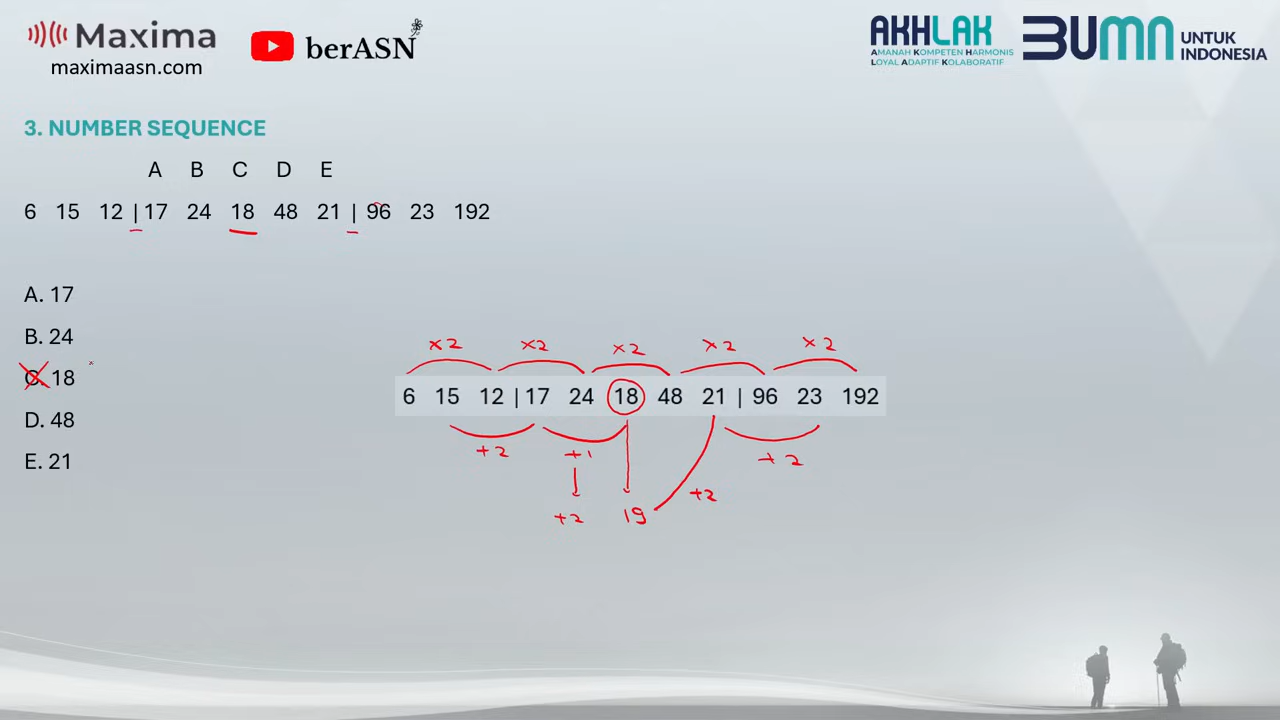 Maxima
maximaasn.com
berASN
AKHLAK
AMANAH KOMPETEN HARMONIS
LOYAL ADAPTIF KOLABORATIF
BUMN UNTUK
INDONESIA
3. NUMBER SEQUENCE
A B C D E
6 15 12 | 17 24 18 48 21 | 96 23 192
A. 17
B. 24
C. 18
D. 48
E. 21
×2 ×2 ×2 ×2 ×2
6 15 12 | 17 24 18 48 21 | 96 23 192
+2 +1 +2
+2 19 +2